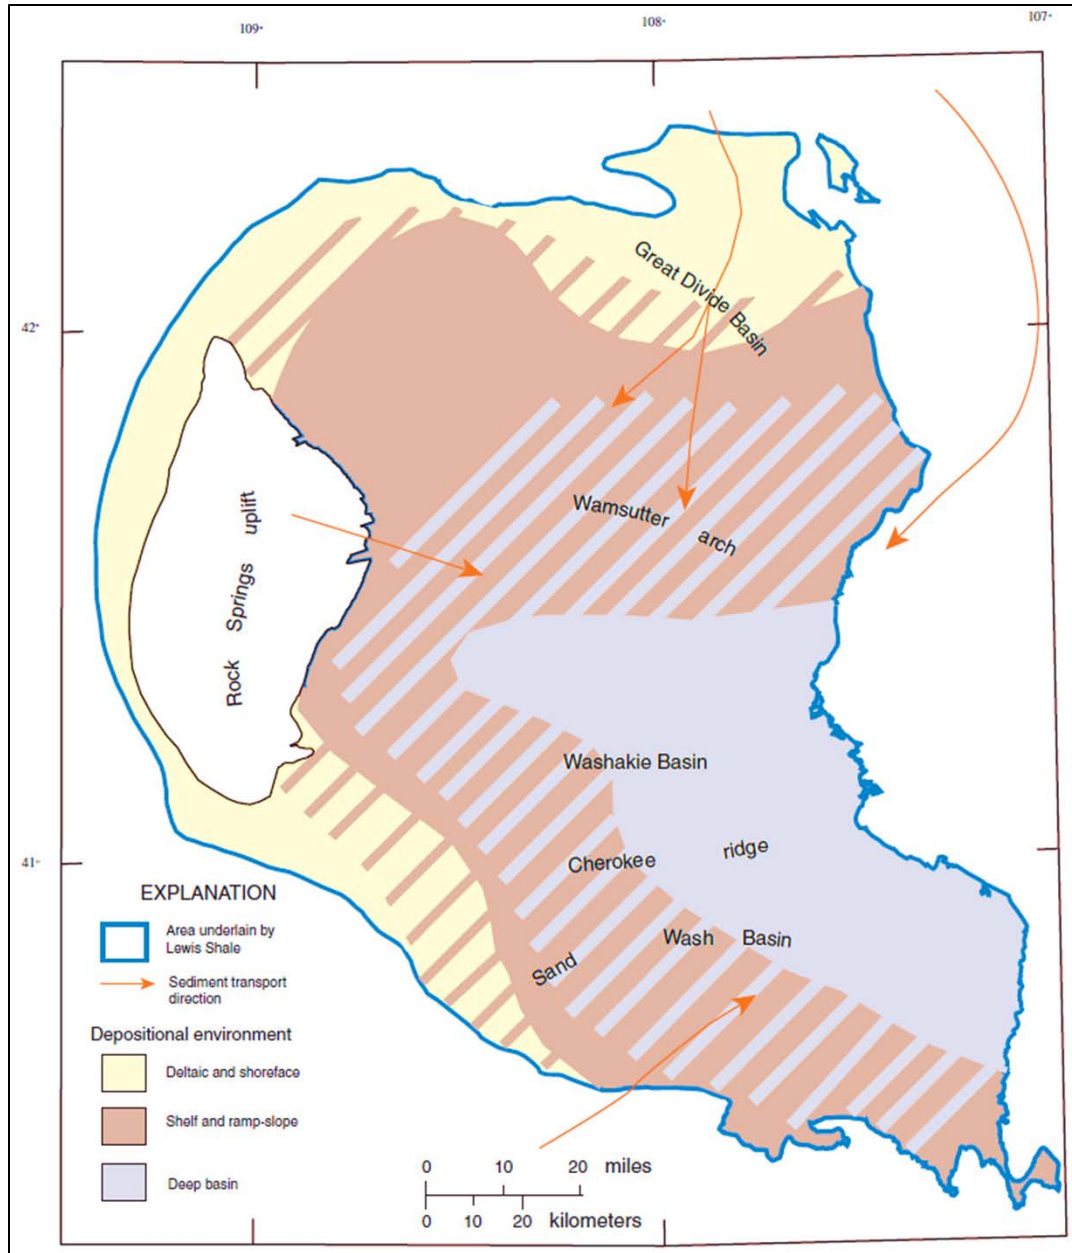 109°
108°
107°
Great Divide Basin
42°
Wamsutter arch
Rock Springs uplift
Washakie Basin
Cherokee ridge
41°
Sand Wash Basin
EXPLANATION
Area underlain by
Lewis Shale
Sediment transport
direction
Depositional environment
Deltaic and shoreface
Shelf and ramp-slope
Deep basin
0 10 20 miles
0 10 20 kilometers